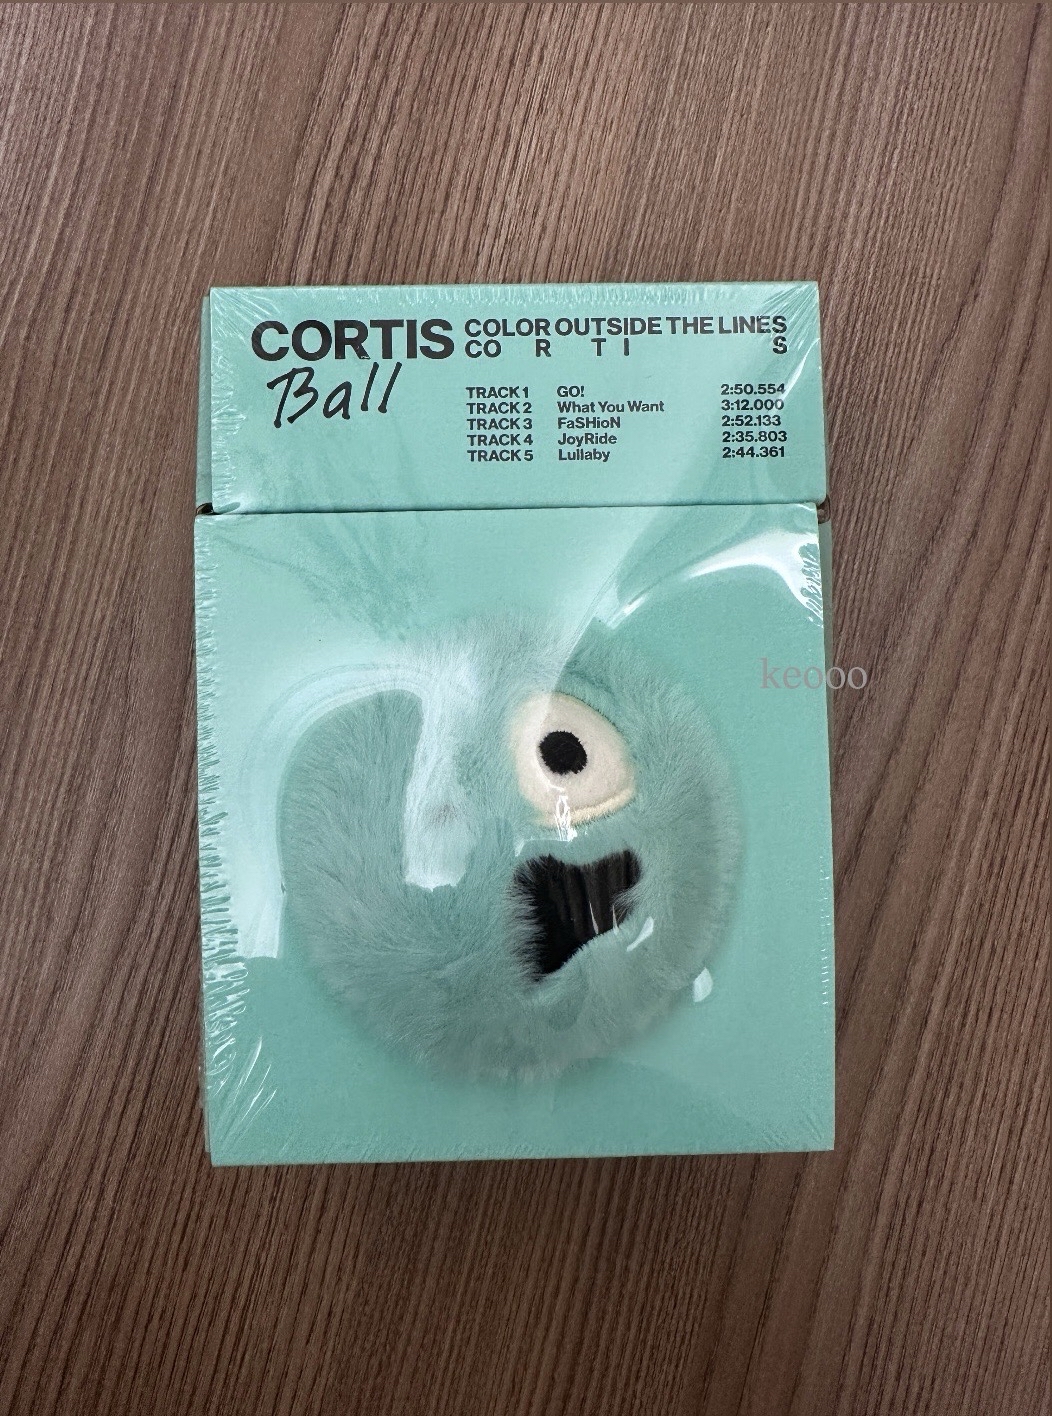 CORTIS
Ball
COLOR OUTSIDE THE LINES
CO R T I S
TRACK 1 GO! 2:50.554
TRACK 2 What You Want 3:12.000
TRACK 3 FaSHioN 2:52.133
TRACK 4 JoyRide 2:35.803
TRACK 5 Lullaby 2:44.361
keooo